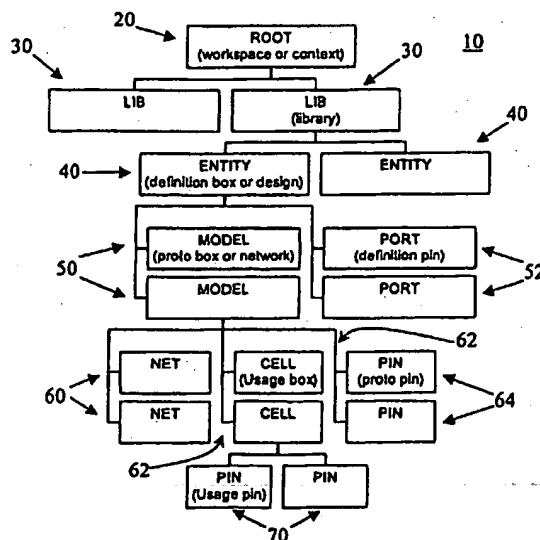 20
ROOT
(workspace or context)
10
30
30
LIB
LIB
(library)
40
40
ENTITY
(definition box or design)
ENTITY
50
MODEL
(proto box or network)
PORT
(definition pin)
52
MODEL
PORT
62
NET
CELL
(Usage box)
PIN
(proto pin)
60
64
NET
CELL
PIN
62
PIN
(Usage pin)
PIN
70